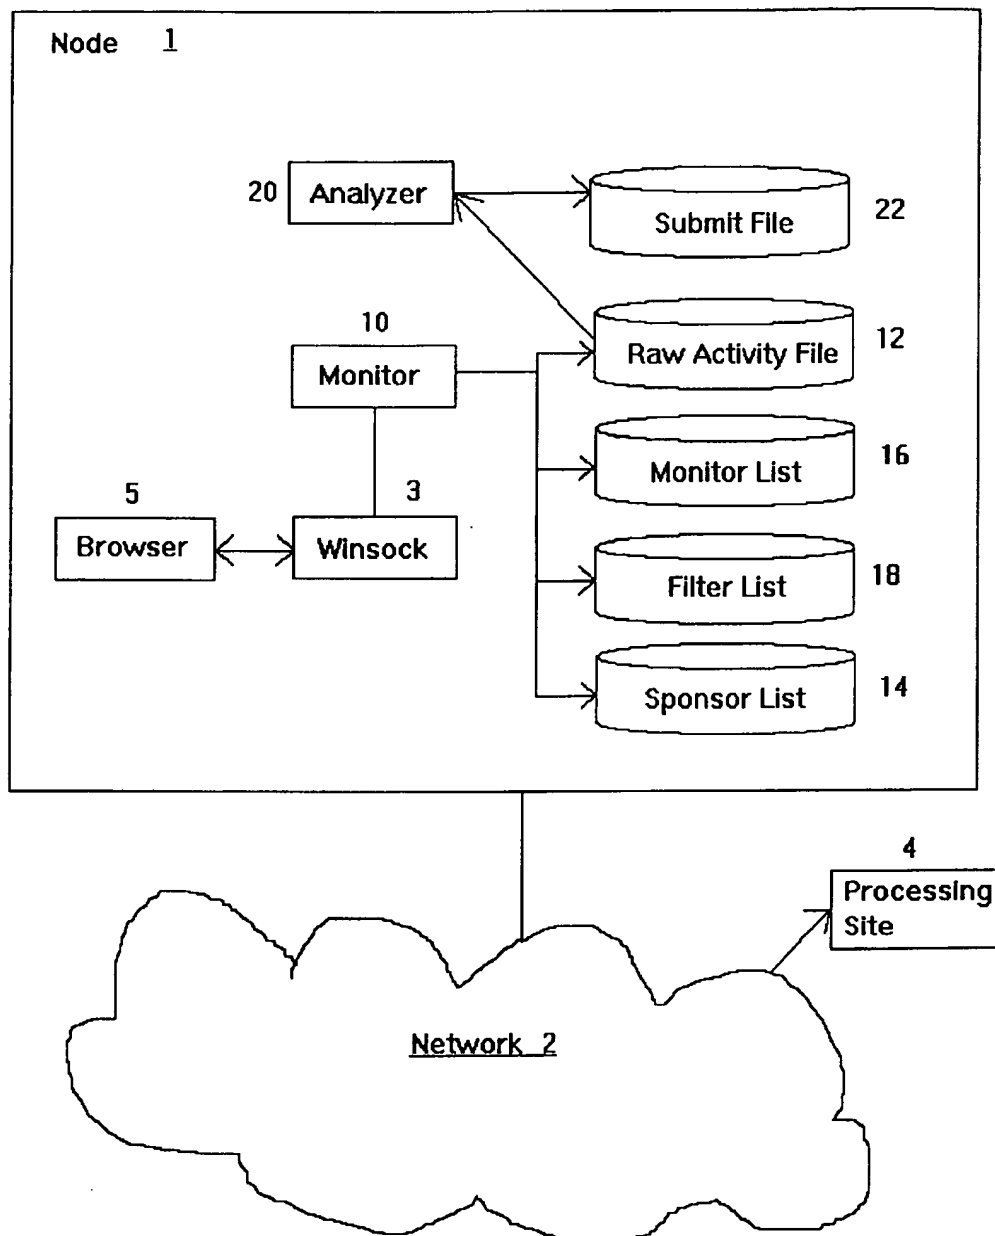 Node 1
20 Analyzer
Submit File 22
10
Monitor
Raw Activity File 12
Monitor List 16
5
Browser
3
Winsock
Filter List 18
Sponsor List 14
4
Processing
Site
Network 2